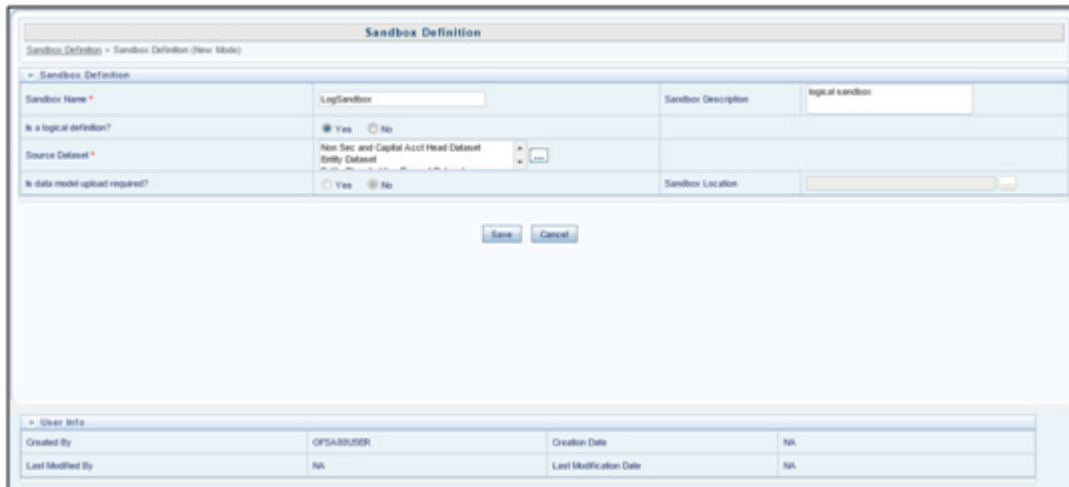 Sandbox Definition
Sandbox Definition > Sandbox Definition (New Mode)
Sandbox Definition
Sandbox Name * LogSandbox Sandbox Description logical sandbox
Is a logical definition? Yes No
Source Dataset * Non Sec and Capital Acct Head Dataset
Entity Dataset
...
Is data model upload required? Yes No Sandbox Location ...
Save Cancel
User Info
Created By Creation Date NA
Last Modified By NA Last Modification Date NA